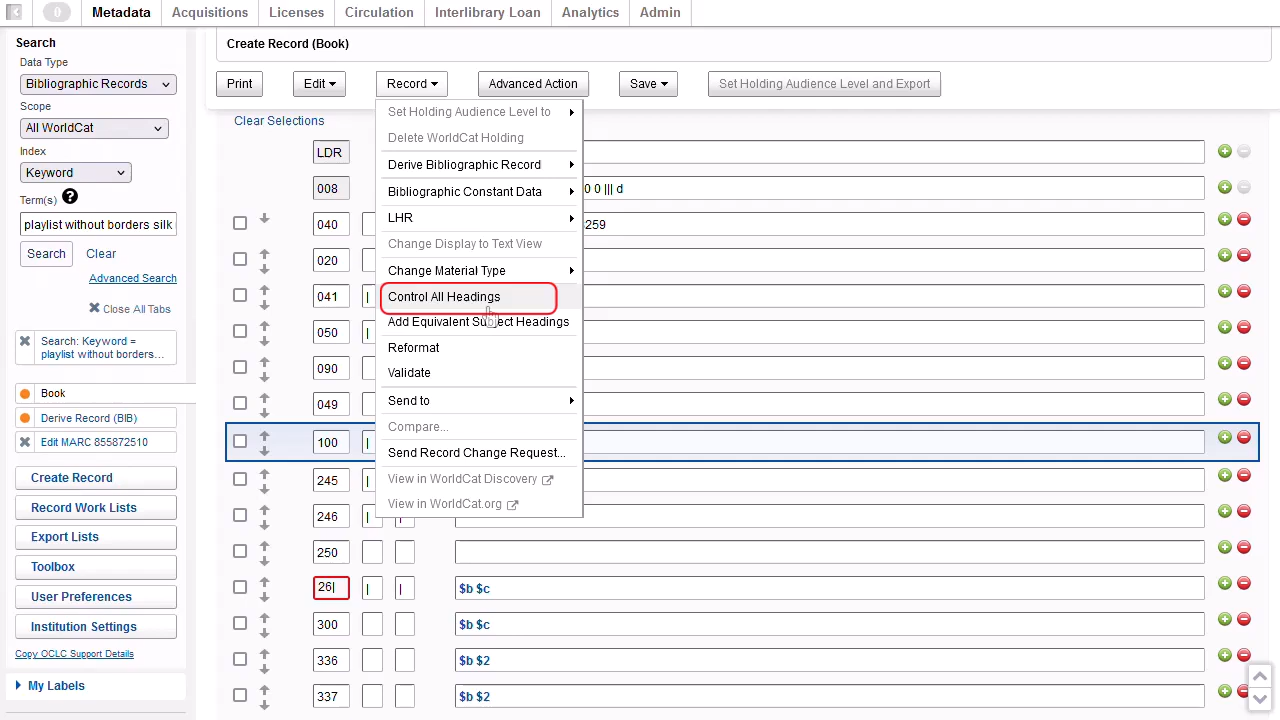 0 Metadata Acquisitions Licenses Circulation Interlibrary Loan Analytics Admin
Search
Data Type
Bibliographic Records
Scope
All WorldCat
Index
Keyword
Term(s) ?
playlist without borders silk
Search Clear
Advanced Search
Close All Tabs
Search: Keyword =
playlist without borders...
Book
Derive Record (BIB)
Edit MARC 855872510
Create Record
Record Work Lists
Export Lists
Toolbox
User Preferences
Institution Settings
Copy OCLC Support Details
My Labels
Create Record (Book)
Print Edit Record Advanced Action Save Set Holding Audience Level and Export
Clear Selections
Set Holding Audience Level to
Delete WorldCat Holding
Derive Bibliographic Record
Bibliographic Constant Data
LHR
Change Display to Text View
Change Material Type
Control All Headings
Add Equivalent Subject Headings
Reformat
Validate
Send to
Compare...
Send Record Change Request...
View in WorldCat Discovery
View in WorldCat.org
LDR
008 0 0 ||| d
040 259
020
041 |
050 |
090
049
100 |
245 |
246 | |
250
26| | | $b $c
300 $b $c
336 $b $2
337 $b $2